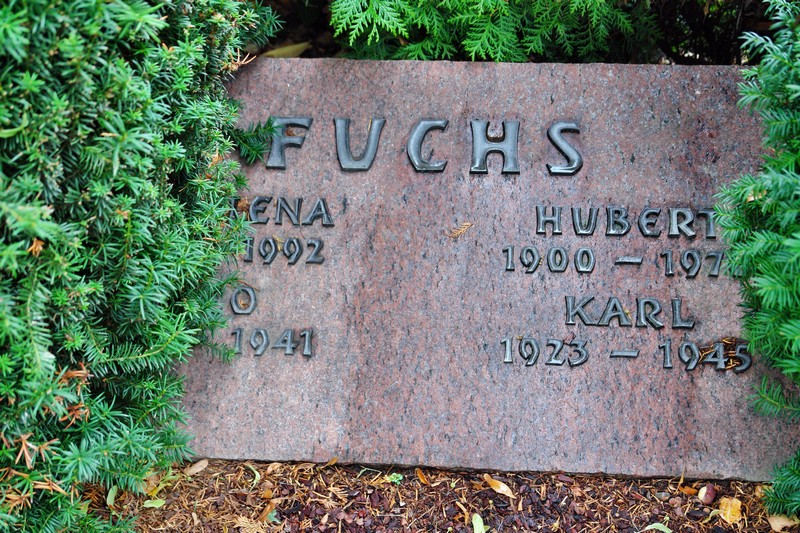 FUCHS
ENA HUBERT
1992 1900 – 197
O KARL
1941 1923 – 1945